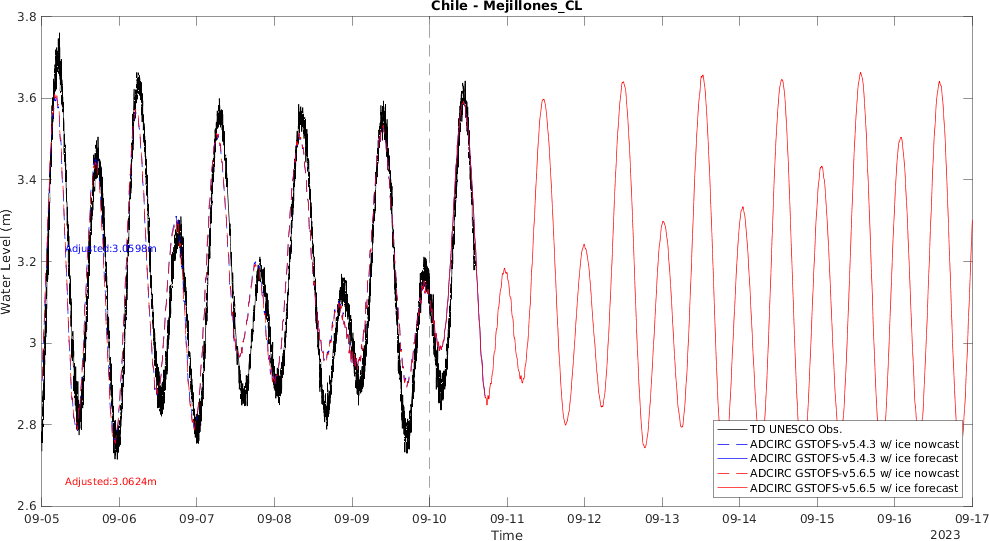 Chile - Mejillones_CL
3.8
3.6
3.4
3.2
3
2.8
2.6
Water Level (m)
Adjusted:3.0598m
Adjusted:3.0624m
TD UNESCO Obs.
ADCIRC GSTOFS-v5.4.3 w/ ice nowcast
ADCIRC GSTOFS-v5.4.3 w/ ice forecast
ADCIRC GSTOFS-v5.6.5 w/ ice nowcast
ADCIRC GSTOFS-v5.6.5 w/ ice forecast
09-05 09-06 09-07 09-08 09-09 09-10 09-11 09-12 09-13 09-14 09-15 09-16 09-17
Time
2023